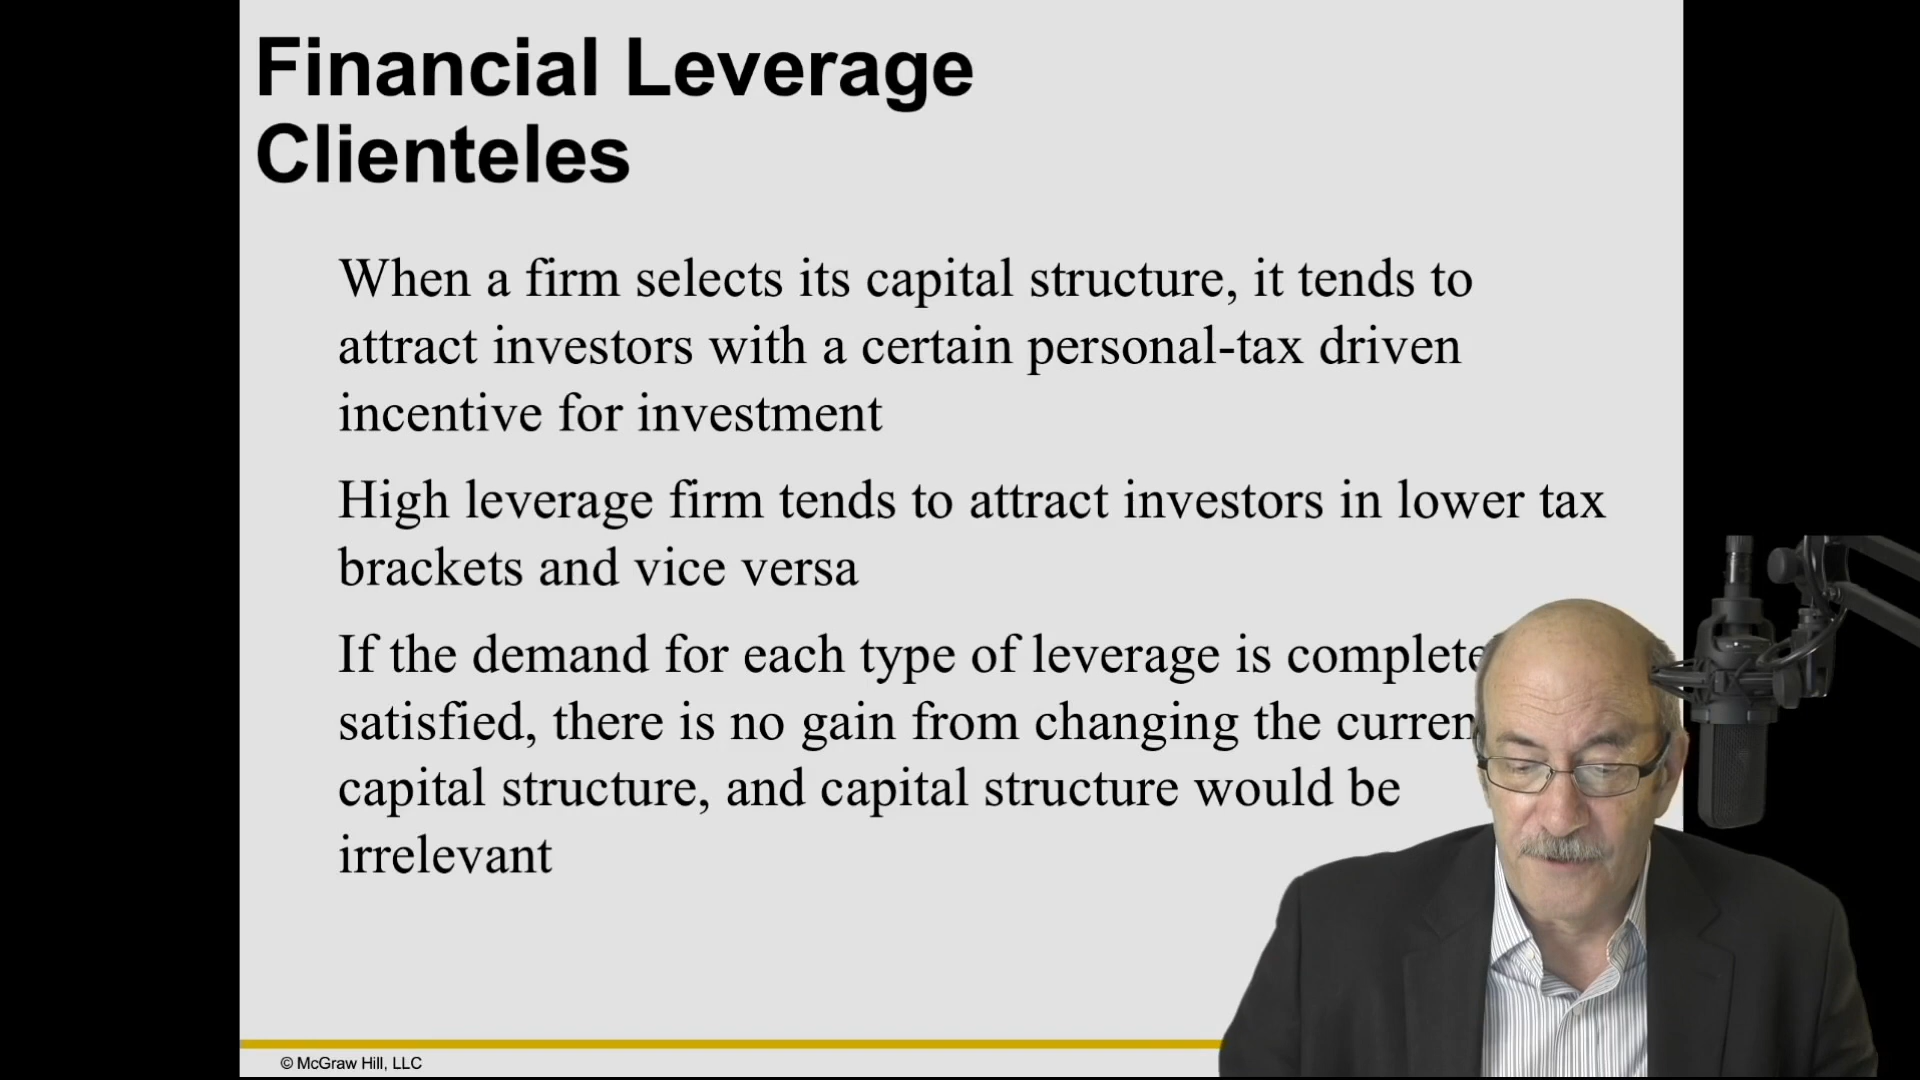 Financial Leverage
Clienteles
When a firm selects its capital structure, it tends to
attract investors with a certain personal-tax driven
incentive for investment
High leverage firm tends to attract investors in lower tax
brackets and vice versa
If the demand for each type of leverage is complete
satisfied, there is no gain from changing the curren
capital structure, and capital structure would be
irrelevant
© McGraw Hill, LLC